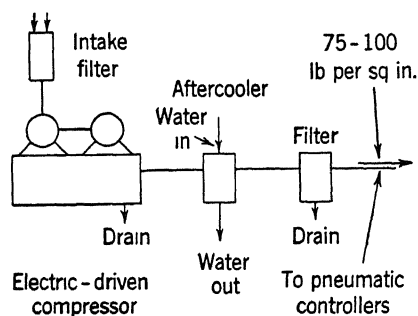 Intake
filter
75-100
lb per sq in.
Aftercooler
Water
in
Filter
Drain
Water
out
Drain
Electric-driven
compressor
To pneumatic
controllers